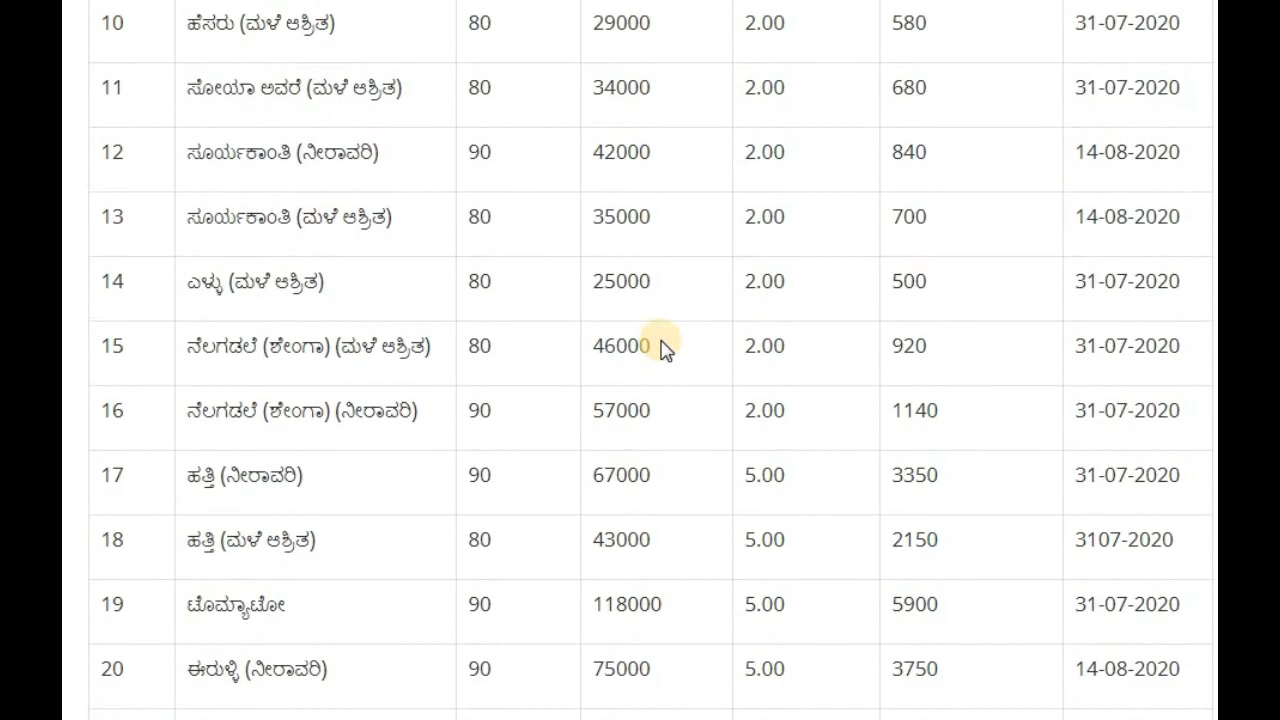 10 ಹೆಸರು (ಮಳೆ ಆಶ್ರಿತ) 80 29000 2.00 580 31-07-2020
11 ಸೋಯಾ ಅವರೆ (ಮಳೆ ಆಶ್ರಿತ) 80 34000 2.00 680 31-07-2020
12 ಸೂರ್ಯಕಾಂತಿ (ನೀರಾವರಿ) 90 42000 2.00 840 14-08-2020
13 ಸೂರ್ಯಕಾಂತಿ (ಮಳೆ ಆಶ್ರಿತ) 80 35000 2.00 700 14-08-2020
14 ಎಳ್ಳು (ಮಳೆ ಆಶ್ರಿತ) 80 25000 2.00 500 31-07-2020
15 ನೆಲಗಡಲೆ (ಶೇಂಗಾ) (ಮಳೆ ಆಶ್ರಿತ) 80 46000 2.00 920 31-07-2020
16 ನೆಲಗಡಲೆ (ಶೇಂಗಾ) (ನೀರಾವರಿ) 90 57000 2.00 1140 31-07-2020
17 ಹತ್ತಿ (ನೀರಾವರಿ) 90 67000 5.00 3350 31-07-2020
18 ಹತ್ತಿ (ಮಳೆ ಆಶ್ರಿತ) 80 43000 5.00 2150 3107-2020
19 ಟೊಮ್ಯಾಟೋ 90 118000 5.00 5900 31-07-2020
20 ಈರುಳ್ಳಿ (ನೀರಾವರಿ) 90 75000 5.00 3750 14-08-2020